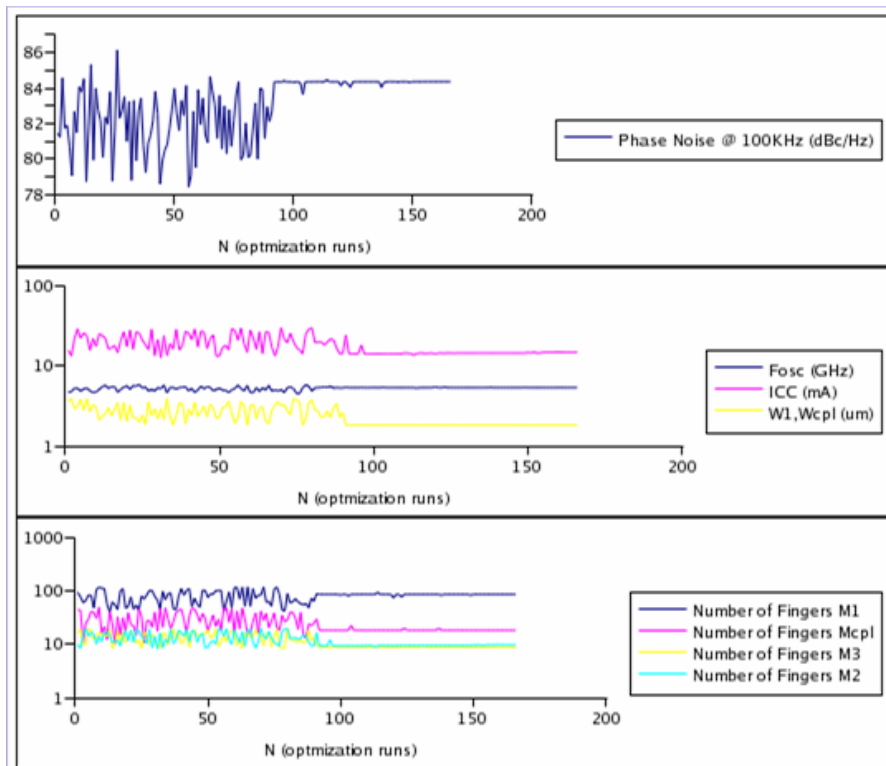 86
84
82
80
78
0
50
100
150
200
N (optmization runs)
Phase Noise @ 100KHz (dBc/Hz)
100
10
1
0
50
100
150
200
N (optmization runs)
Fosc (GHz)
ICC (mA)
W1,Wcpl (um)
1000
100
10
1
0
50
100
150
200
N (optmization runs)
Number of Fingers M1
Number of Fingers Mcpl
Number of Fingers M3
Number of Fingers M2